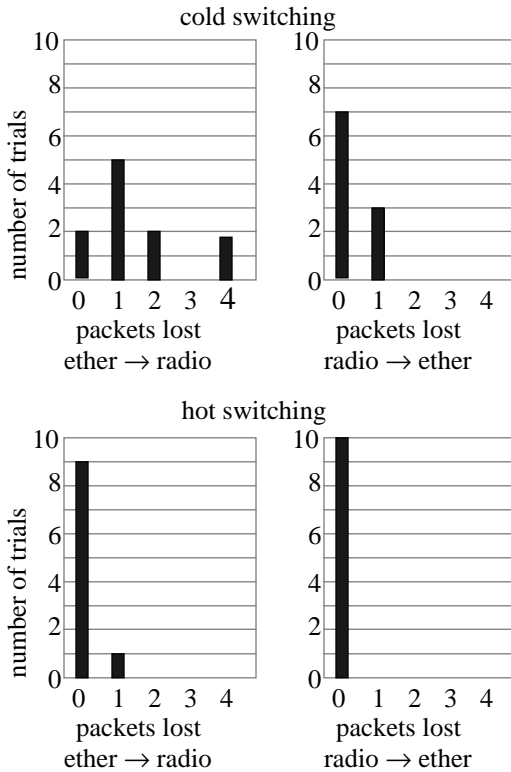 cold switching
10
8
6
4
2
0
number of trials
0 1 2 3 4
packets lost
ether → radio
10
8
6
4
2
0
0 1 2 3 4
packets lost
radio → ether
hot switching
10
8
6
4
2
0
number of trials
0 1 2 3 4
packets lost
ether → radio
10
8
6
4
2
0
0 1 2 3 4
packets lost
radio → ether